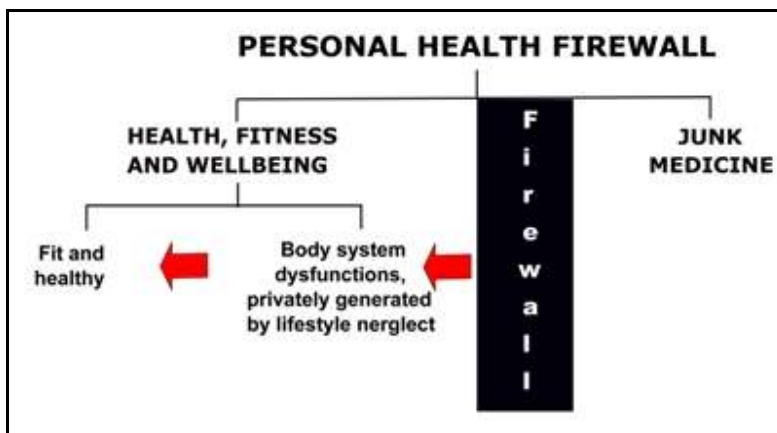 PERSONAL HEALTH FIREWALL
HEALTH, FITNESS
AND WELLBEING
Firewall
JUNK
MEDICINE
Fit and
healthy
Body system
dysfunctions,
privately generated
by lifestyle nerglect